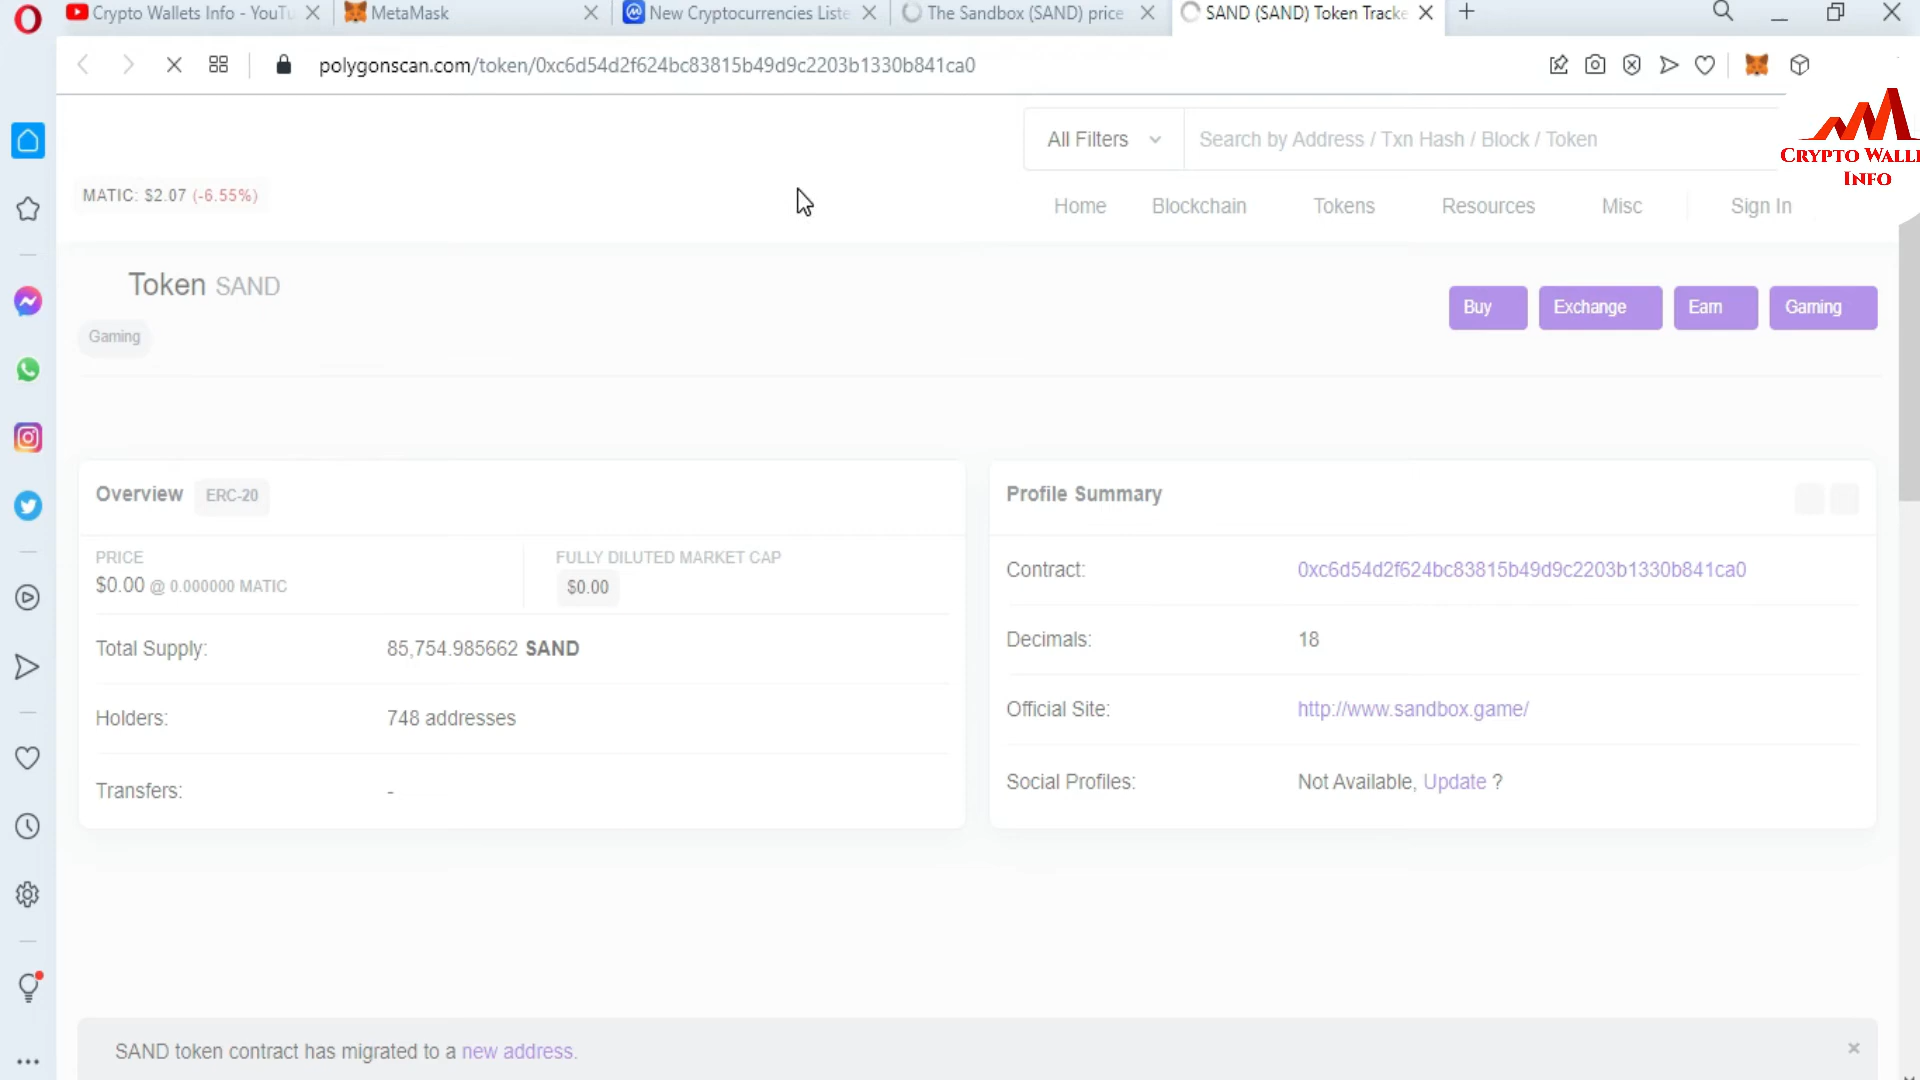 Crypto Wallets Info - YouTu
MetaMask
New Cryptocurrencies Liste
The Sandbox (SAND) price
SAND (SAND) Token Tracke
polygonscan.com/token/0xc6d54d2f624bc83815b49d9c2203b1330b841ca0
CRYPTO WALLE
INFO
All Filters
Search by Address / Txn Hash / Block / Token
MATIC: $2.07 (-6.55%)
Home Blockchain Tokens Resources Misc Sign In
Token SAND
Gaming
Buy Exchange Earn Gaming
Overview ERC-20
PRICE
$0.00 @ 0.000000 MATIC
FULLY DILUTED MARKET CAP
$0.00
Total Supply: 85,754.985662 SAND
Holders: 748 addresses
Transfers: -
Profile Summary
Contract: 0xc6d54d2f624bc83815b49d9c2203b1330b841ca0
Decimals: 18
Official Site: http://www.sandbox.game/
Social Profiles: Not Available, Update ?
SAND token contract has migrated to a new address.